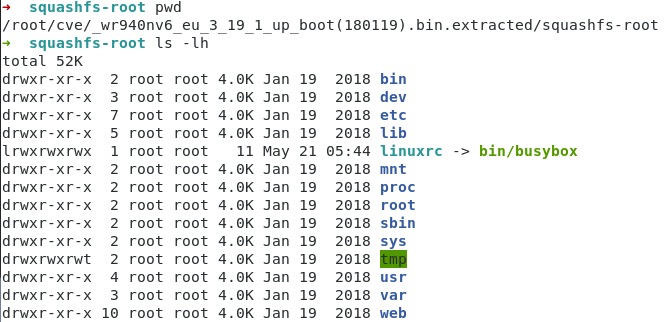 → squashfs-root pwd
/root/cve/_wr940nv6_eu_3_19_1_up_boot(180119).bin.extracted/squashfs-root
→ squashfs-root ls -lh
total 52K
drwxr-xr-x  2 root root 4.0K Jan 19  2018 bin
drwxr-xr-x  3 root root 4.0K Jan 19  2018 dev
drwxr-xr-x  7 root root 4.0K Jan 19  2018 etc
drwxr-xr-x  5 root root 4.0K Jan 19  2018 lib
lrwxrwxrwx  1 root root   11 May 21 05:44 linuxrc -> bin/busybox
drwxr-xr-x  2 root root 4.0K Jan 19  2018 mnt
drwxr-xr-x  2 root root 4.0K Jan 19  2018 proc
drwxr-xr-x  2 root root 4.0K Jan 19  2018 root
drwxr-xr-x  2 root root 4.0K Jan 19  2018 sbin
drwxr-xr-x  2 root root 4.0K Jan 19  2018 sys
drwxrwxrwt  2 root root 4.0K Jan 19  2018 tmp
drwxr-xr-x  4 root root 4.0K Jan 19  2018 usr
drwxr-xr-x  3 root root 4.0K Jan 19  2018 var
drwxr-xr-x 10 root root 4.0K Jan 19  2018 web